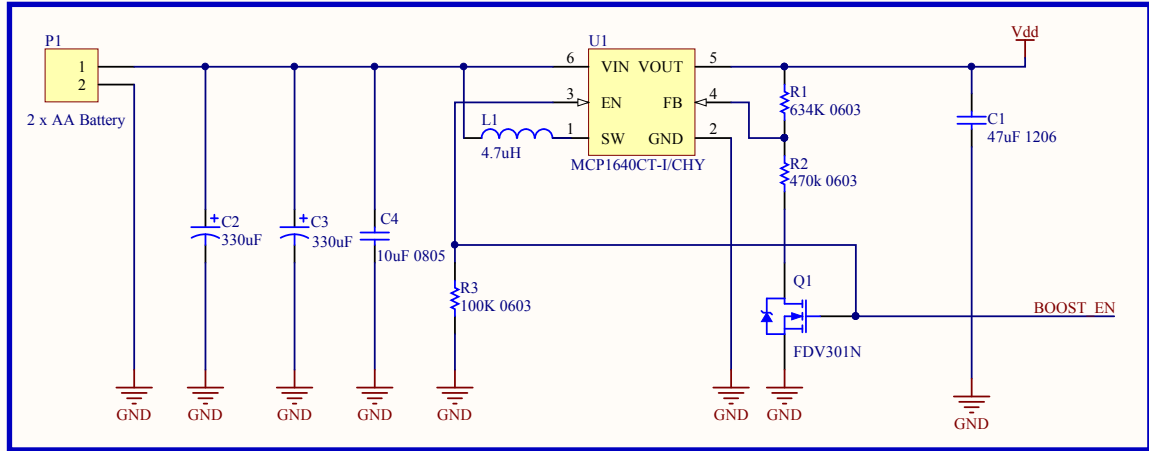 P1
1
2
2 x AA Battery
U1
6
VIN
VOUT
5
3
EN
FB
4
1
SW
GND
2
MCP1640CT-I/CHY
L1
4.7uH
Vdd
R1
634K 0603
R2
470k 0603
C1
47uF 1206
C2
330uF
C3
330uF
C4
10uF 0805
R3
100K 0603
Q1
FDV301N
BOOST_EN
GND
GND
GND
GND
GND
GND
GND
GND